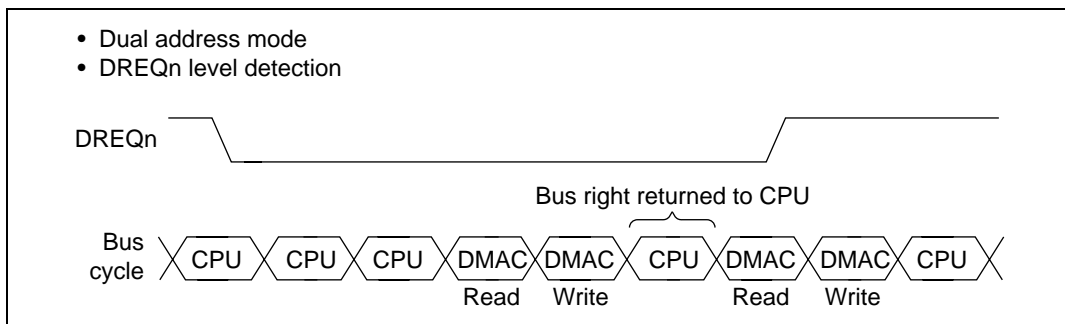 • Dual address mode
• DREQn level detection
DREQn
Bus right returned to CPU
Bus cycle
CPU CPU CPU DMAC DMAC CPU DMAC DMAC CPU
Read Write Read Write